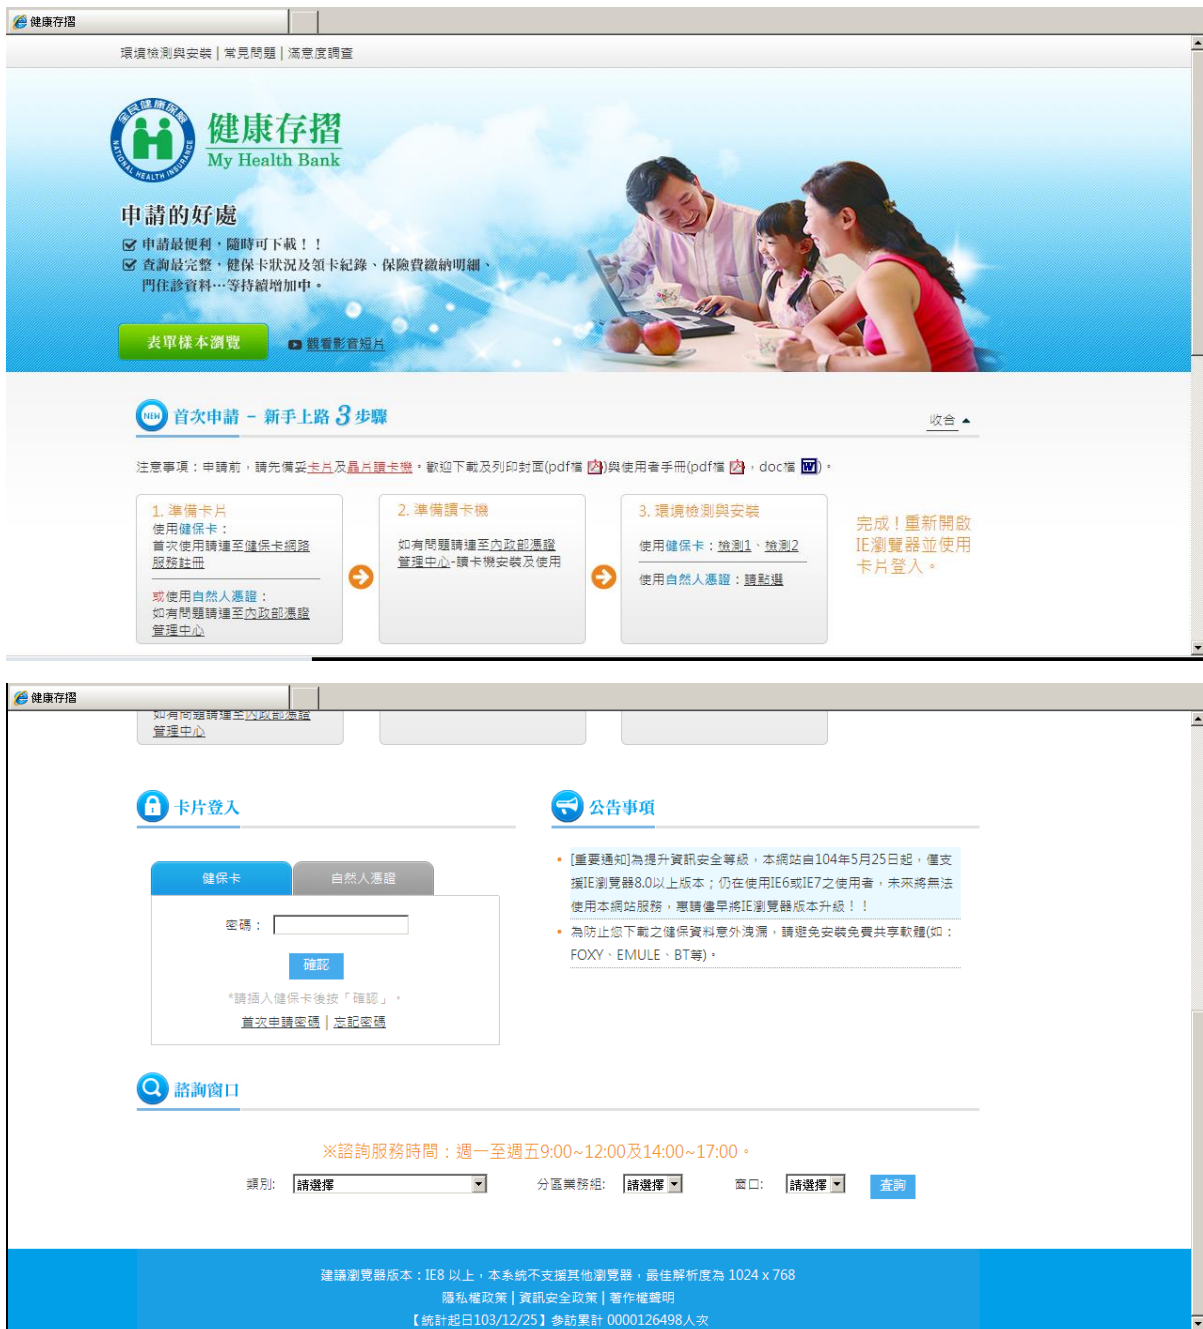 健康存摺
環境檢測與安裝 | 常見問題 | 滿意度調查
全民健康保險
NATIONAL HEALTH INSURANCE
健康存摺
My Health Bank
申請的好處
申請最便利，隨時可下載！！
查詢最完整，健保卡狀況及領卡紀錄、保險費繳納明細、
門住診資料…等持續增加中。
表單樣本瀏覽
觀看影音短片
NEW 首次申請 － 新手上路 3 步驟
收合
注意事項：申請前，請先備妥卡片及晶片讀卡機。歡迎下載及列印封面(pdf檔)與使用者手冊(pdf檔，doc檔)。
1. 準備卡片
使用健保卡：
首次使用請連至健保卡網路
服務註冊
或使用自然人憑證：
如有問題請連至內政部憑證
管理中心
2. 準備讀卡機
如有問題請連至內政部憑證
管理中心-讀卡機安裝及使用
3. 環境檢測與安裝
使用健保卡：檢測1、檢測2
使用自然人憑證：請點選
完成！重新開啟
IE瀏覽器並使用
卡片登入。
健康存摺
如有問題請連至內政部憑證
管理中心
卡片登入
健保卡
自然人憑證
密碼：
確認
*請插入健保卡後按「確認」。
首次申請密碼 | 忘記密碼
公告事項
[重要通知]為提升資訊安全等級，本網站自104年5月25日起，僅支
援IE瀏覽器8.0以上版本；仍在使用IE6或IE7之使用者，未來將無法
使用本網站服務，惠請儘早將IE瀏覽器版本升級！！
為防止您下載之健保資料意外洩漏，請避免安裝免費共享軟體(如：
FOXY、EMULE、BT等)。
諮詢窗口
※諮詢服務時間：週一至週五9:00~12:00及14:00~17:00。
類別: 請選擇 分區業務組: 請選擇 窗口: 請選擇 查詢
建議瀏覽器版本：IE8 以上，本系統不支援其他瀏覽器，最佳解析度為 1024 x 768
隱私權政策 | 資訊安全政策 | 著作權聲明
【統計起日103/12/25】參訪累計 0000126498人次